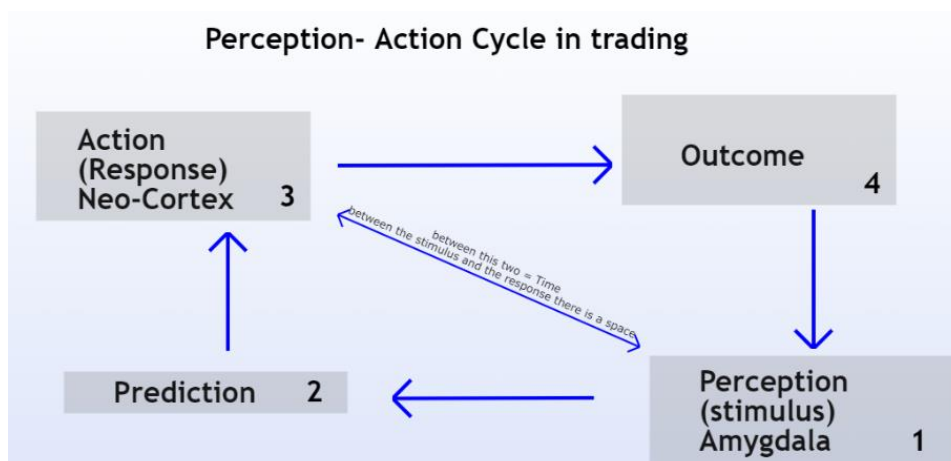 Perception- Action Cycle in trading
Action
(Response)
Neo-Cortex 3
Outcome
4
between this two = Time
between the stimulus and the response there is a space
Prediction 2
Perception
(stimulus)
Amygdala 1